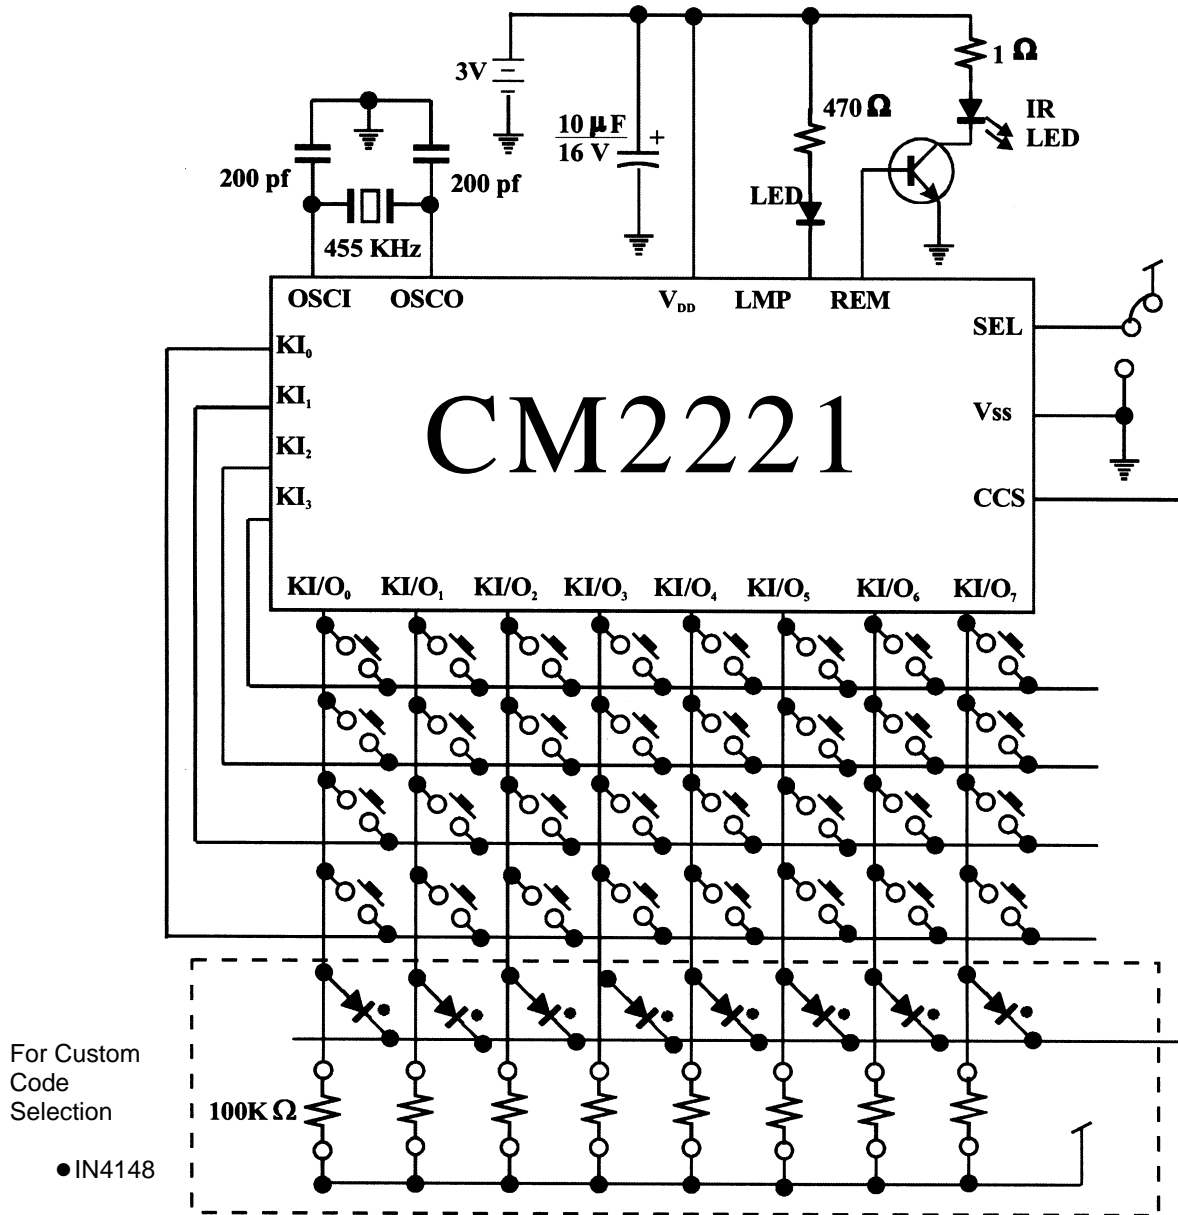 1 Ω
3V
IR
LED
470 Ω
10 μF
16 V
+
200 pf
200 pf
LED
455 KHz
OSCI
OSCO
VDD
LMP
REM
SEL
KI0
KI1
Vss
CM2221
KI2
KI3
CCS
KI/O0
KI/O1
KI/O2
KI/O3
KI/O4
KI/O5
KI/O6
KI/O7
For Custom
Code
Selection
100K Ω
●IN4148